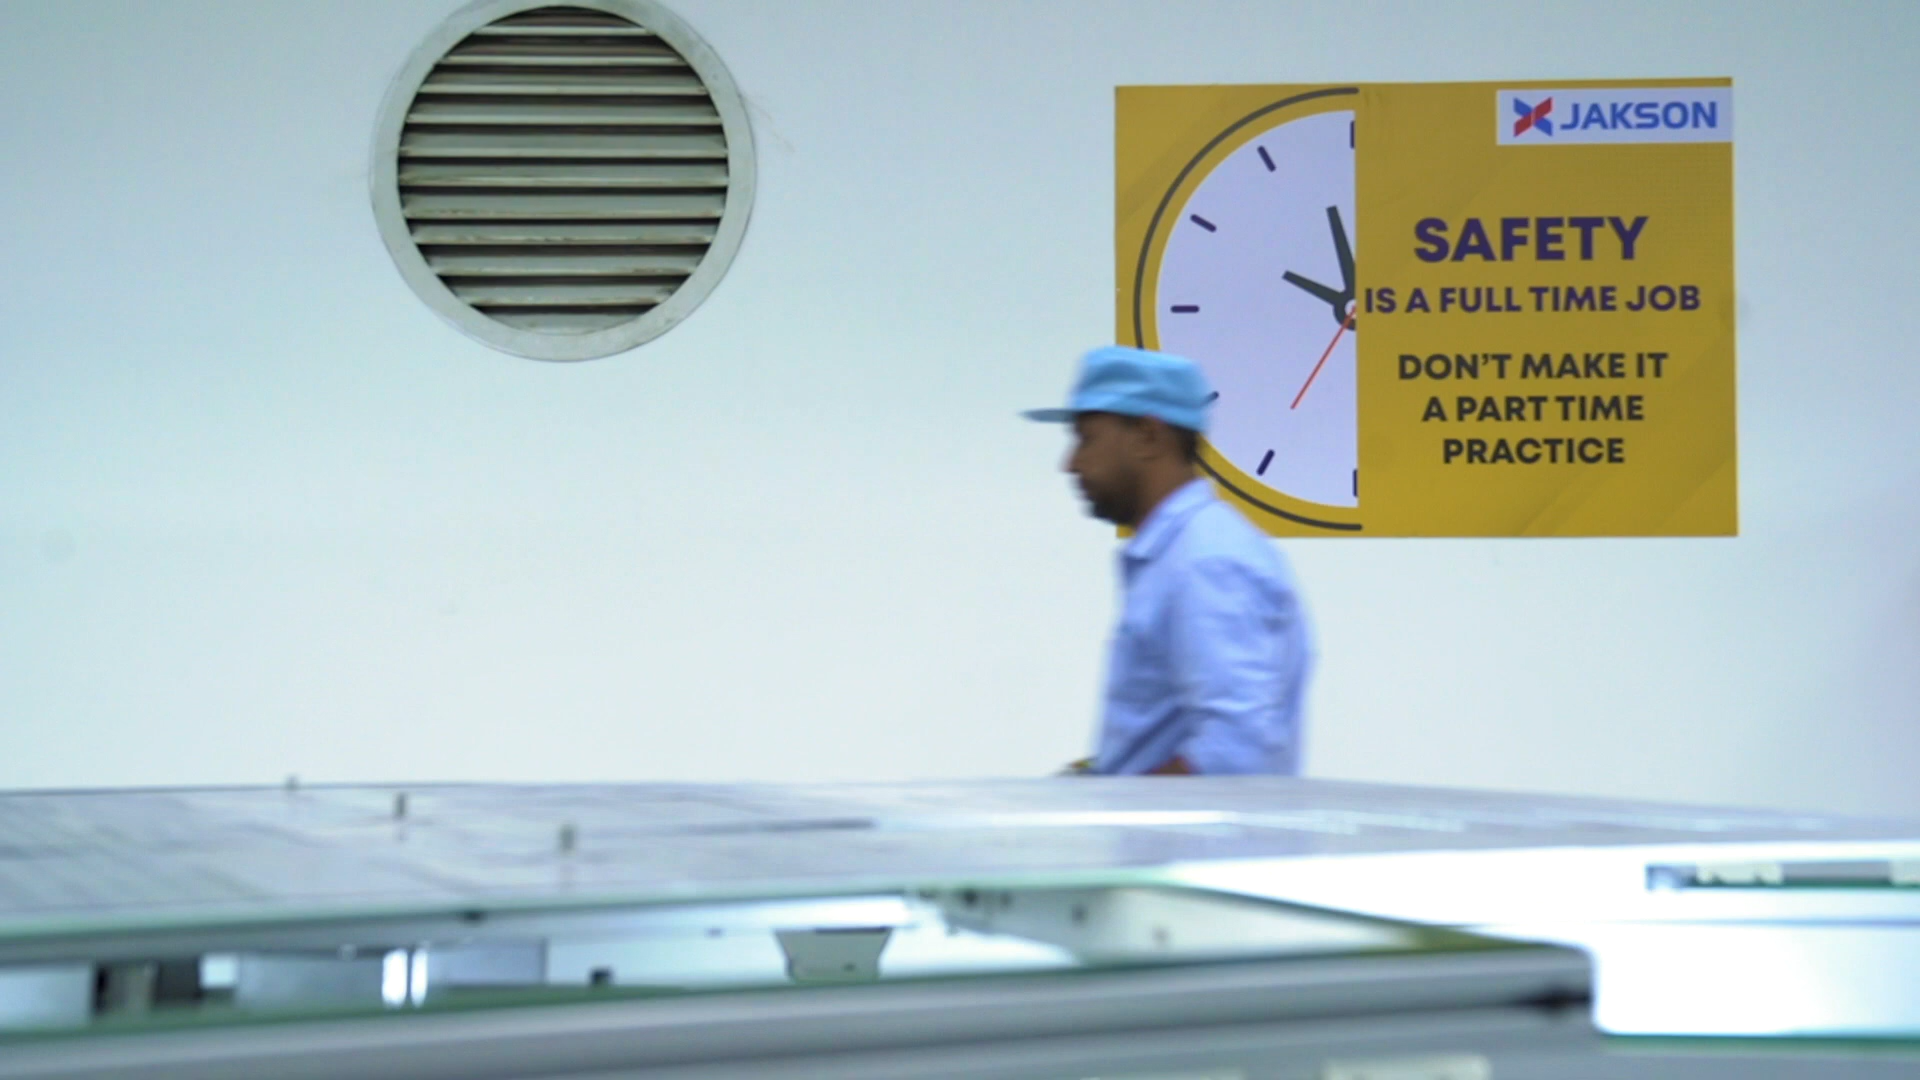 JAKSON
SAFETY
IS A FULL TIME JOB
DON'T MAKE IT
A PART TIME
PRACTICE